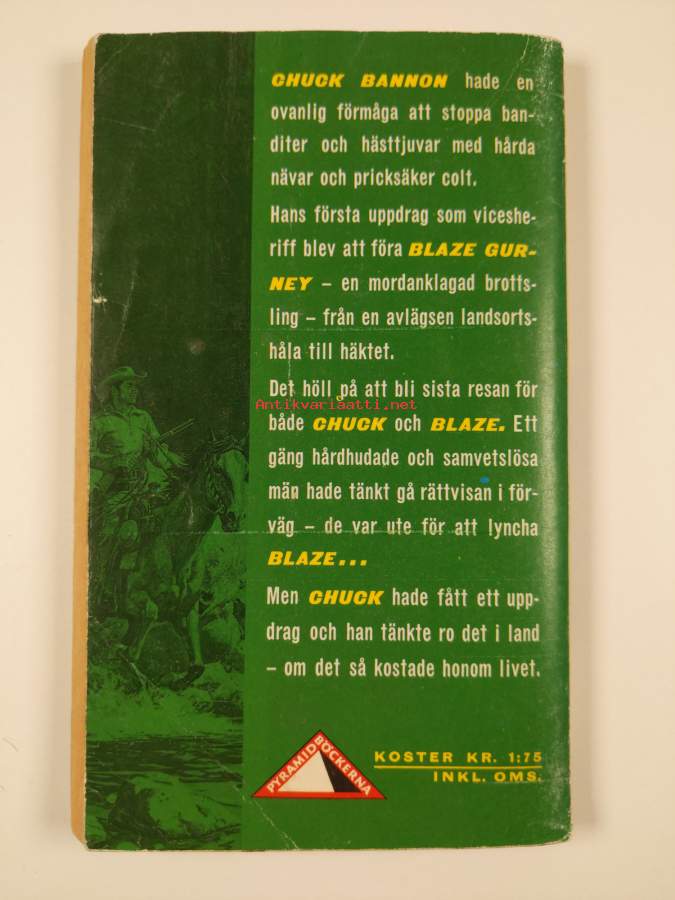 CHUCK BANNON hade en
ovanlig förmåga att stoppa ban-
diter och hästtjuvar med hårda
nävar och pricksäker colt.
Hans första uppdrag som viceshe-
riff blev att föra BLAZE GUR-
NEY – en mordanklagad brotts-
ling – från en avlägsen landsorts-
håla till häktet.
Det höll på att bli sista resan för
Antikvariaatti.net
både CHUCK och BLAZE. Ett
gäng hårdhudade och samvetslösa
män hade tänkt gå rättvisan i för-
väg – de var ute för att lyncha
BLAZE...
Men CHUCK hade fått ett upp-
drag och han tänkte ro det i land
– om det så kostade honom livet.
PYRAMID BÖCKERNA
KOSTER KR. 1:75
INKL. OMS.